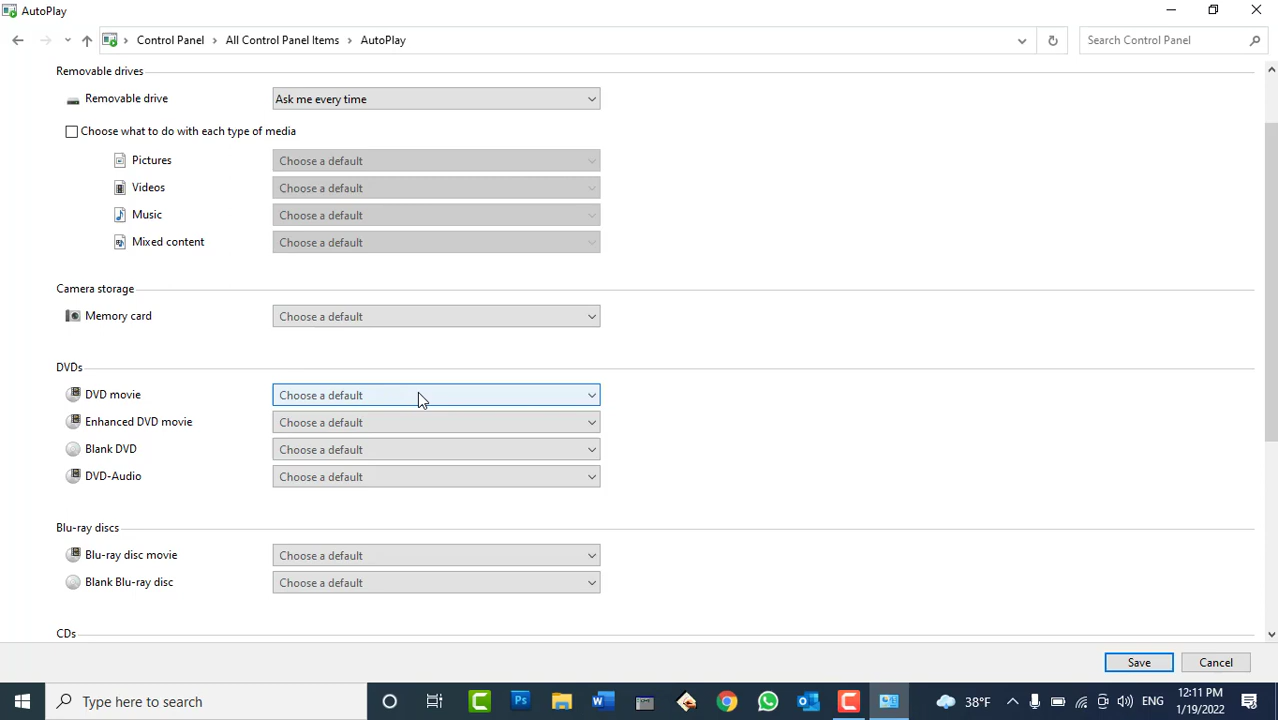 AutoPlay
Control Panel > All Control Panel Items > AutoPlay
Search Control Panel
Removable drives
Removable drive Ask me every time
Choose what to do with each type of media
Pictures Choose a default
Videos Choose a default
Music Choose a default
Mixed content Choose a default
Camera storage
Memory card Choose a default
DVDs
DVD movie Choose a default
Enhanced DVD movie Choose a default
Blank DVD Choose a default
DVD-Audio Choose a default
Blu-ray discs
Blu-ray disc movie Choose a default
Blank Blu-ray disc Choose a default
CDs
Save Cancel
Type here to search
Ps
W
38°F
ENG
12:11 PM
1/19/2022